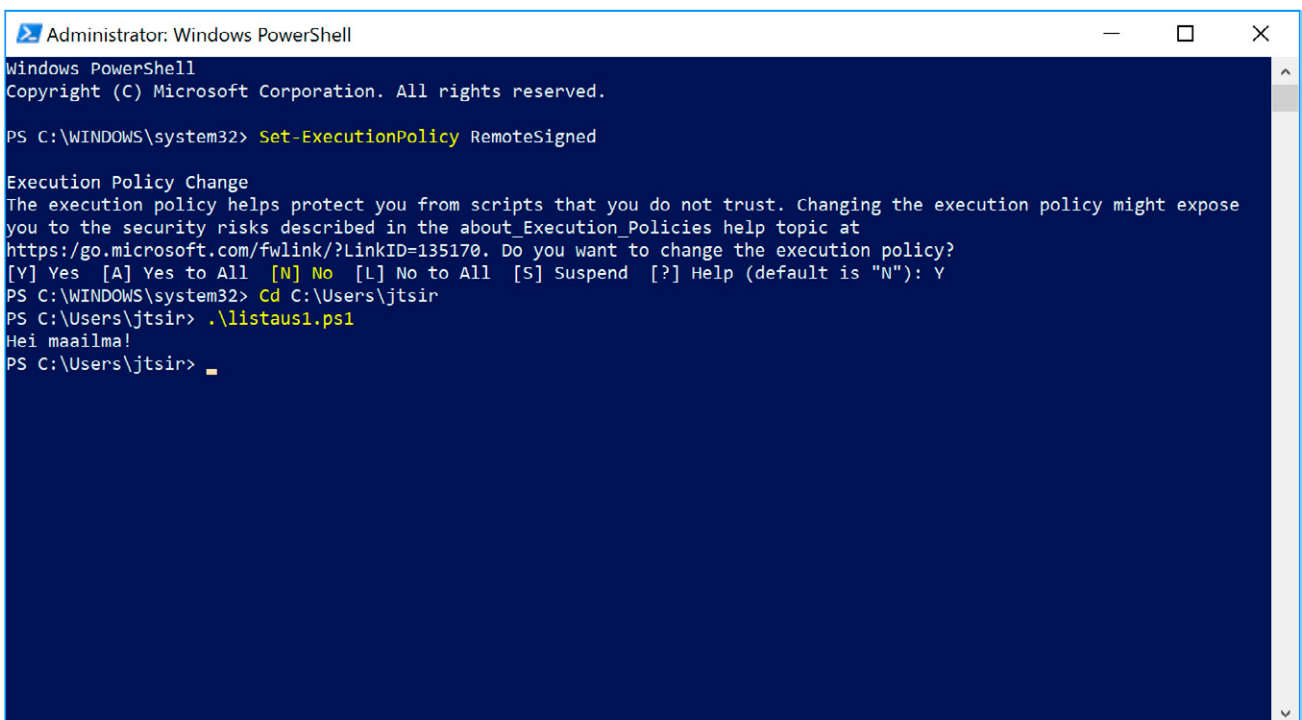 Administrator: Windows PowerShell
Windows PowerShell
Copyright (C) Microsoft Corporation. All rights reserved.
PS C:\WINDOWS\system32> Set-ExecutionPolicy RemoteSigned
Execution Policy Change
The execution policy helps protect you from scripts that you do not trust. Changing the execution policy might expose
you to the security risks described in the about_Execution_Policies help topic at
https:/go.microsoft.com/fwlink/?LinkID=135170. Do you want to change the execution policy?
[Y] Yes  [A] Yes to All  [N] No  [L] No to All  [S] Suspend  [?] Help (default is "N"): Y
PS C:\WINDOWS\system32> Cd C:\Users\jtsir
PS C:\Users\jtsir> .\listaus1.ps1
Hei maailma!
PS C:\Users\jtsir>